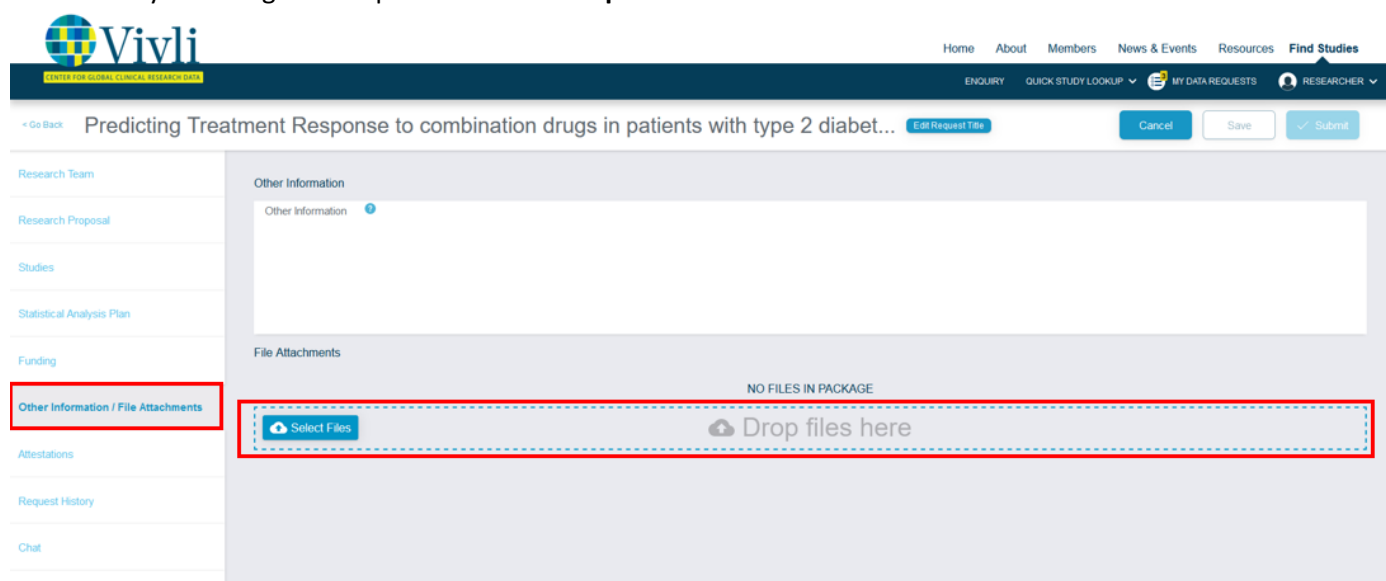 Vivli
CENTER FOR GLOBAL CLINICAL RESEARCH DATA
Home About Members News & Events Resources Find Studies
ENQUIRY QUICK STUDY LOOKUP 3 MY DATA REQUESTS RESEARCHER
< Go Back Predicting Treatment Response to combination drugs in patients with type 2 diabet... Edit Request Title Cancel Save Submit
Research Team
Research Proposal
Studies
Statistical Analysis Plan
Funding
Other Information / File Attachments
Attestations
Request History
Chat
Other Information
Other Information ?
File Attachments
NO FILES IN PACKAGE
Select Files Drop files here